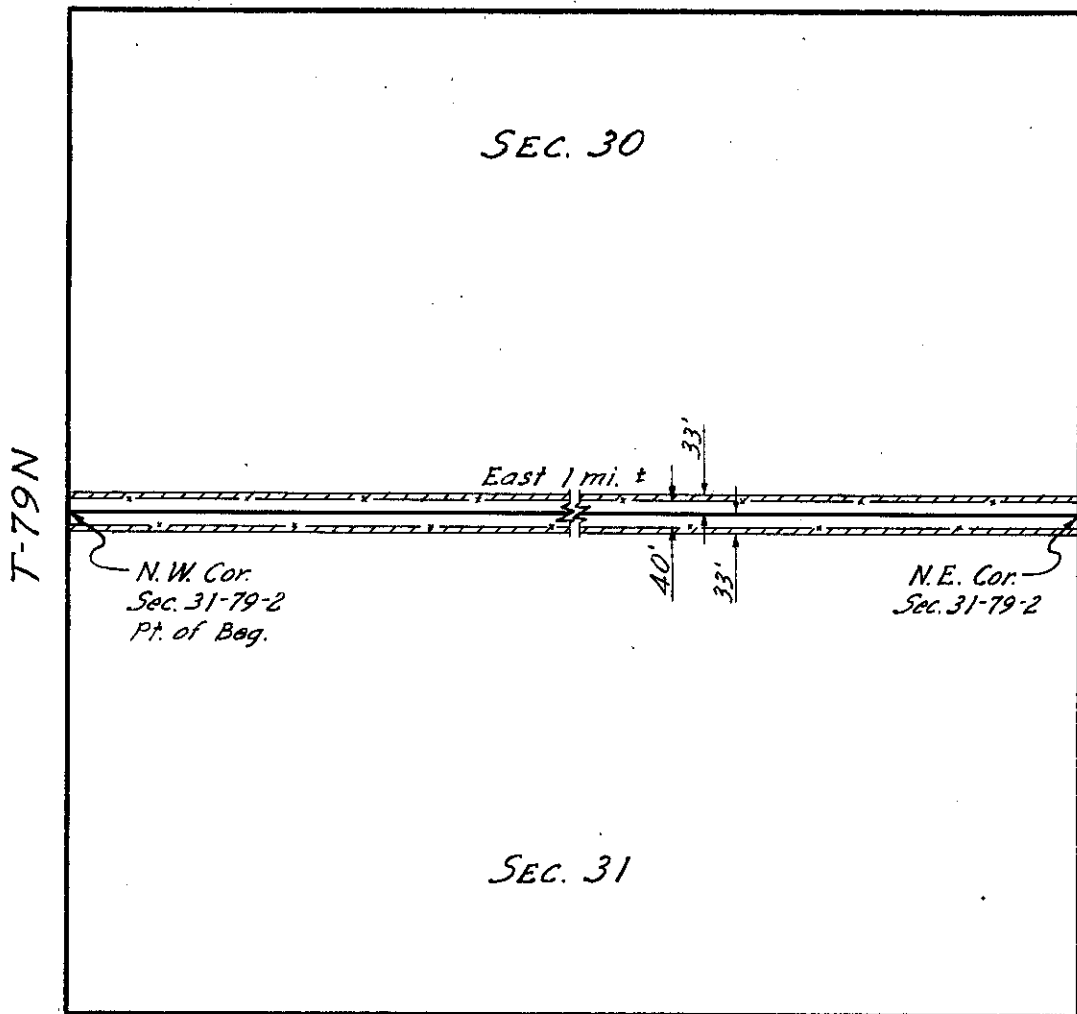 SEC. 30
T-79N
East 1 mi. ±
33'
40'
33'
N.W. Cor.
Sec. 31-79-2
Pt. of Beg.
N.E. Cor.
Sec. 31-79-2
SEC. 31